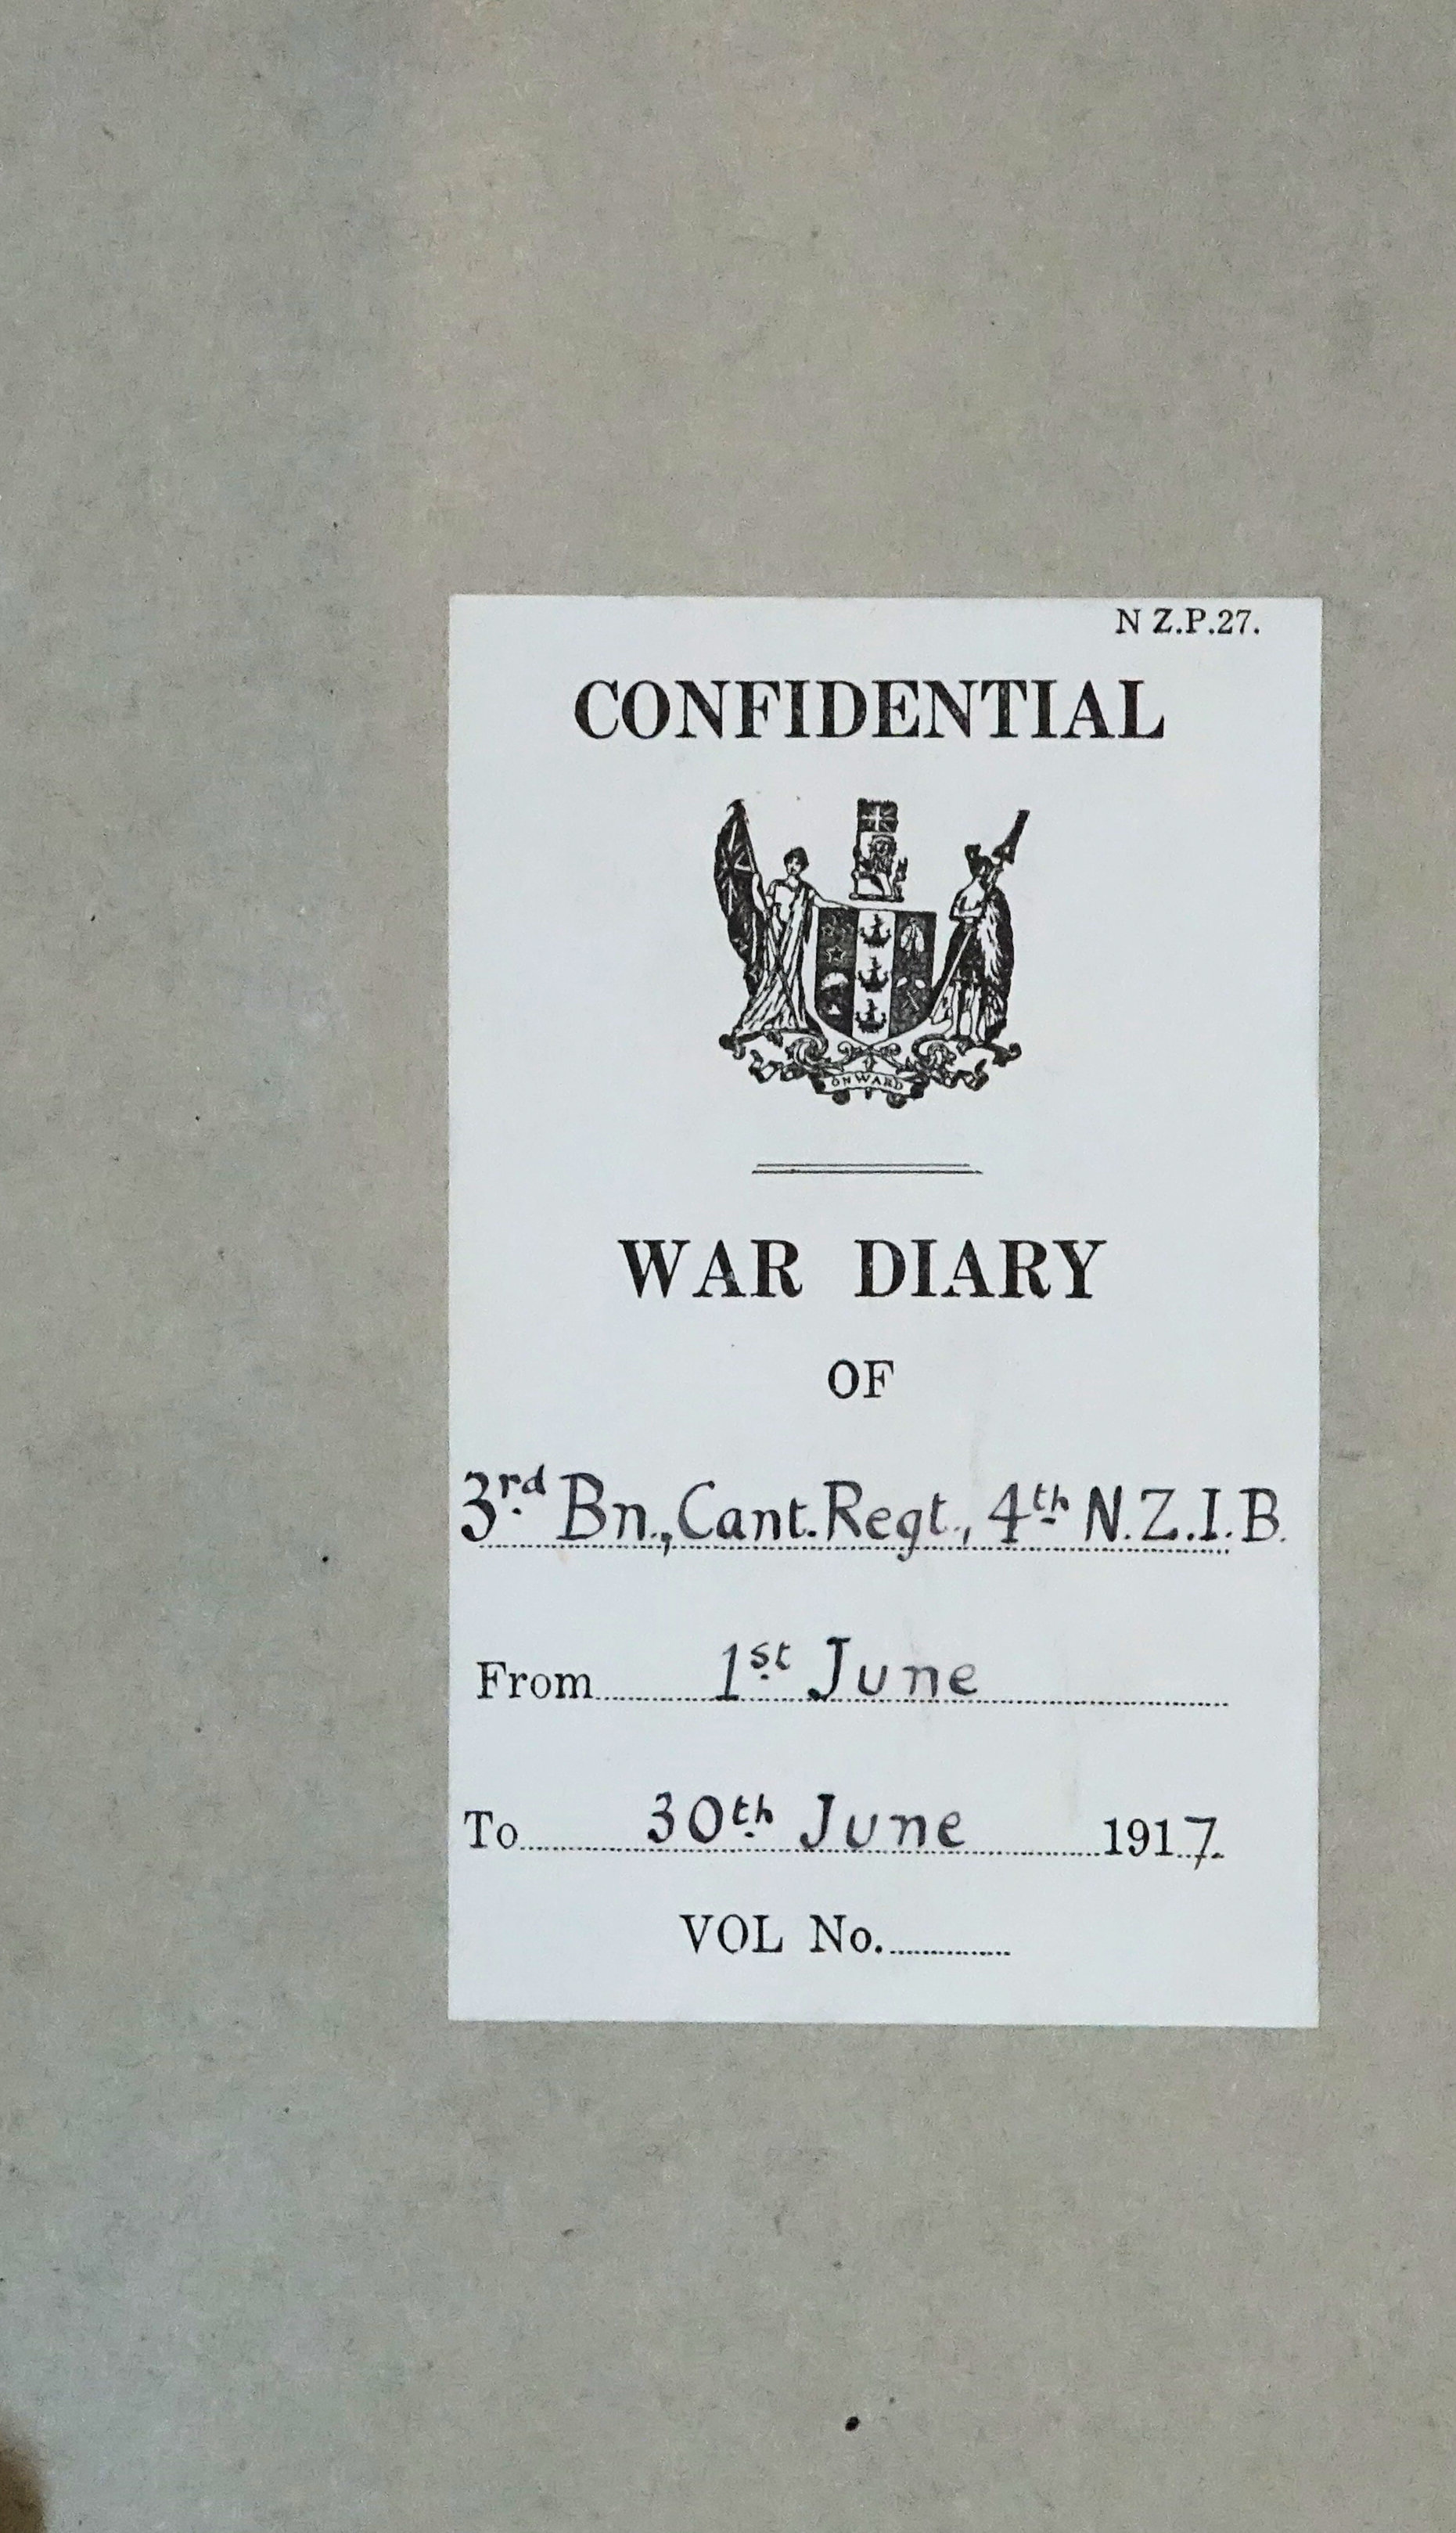 N Z.P.27.
CONFIDENTIAL
ONWARD
WAR DIARY
OF
3rd Bn., Cant. Regt., 4th N.Z.I.B.
From 1st June
To 30th June 1917.
VOL No.